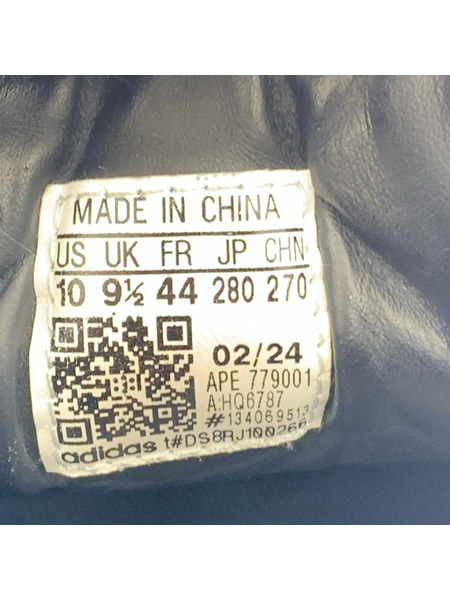 MADE IN CHINA
US UK FR JP CHN
10 9½ 44 280 270
02/24
APE 779001
A:HQ6787
#134069513
adidas t#DS8RJ100266